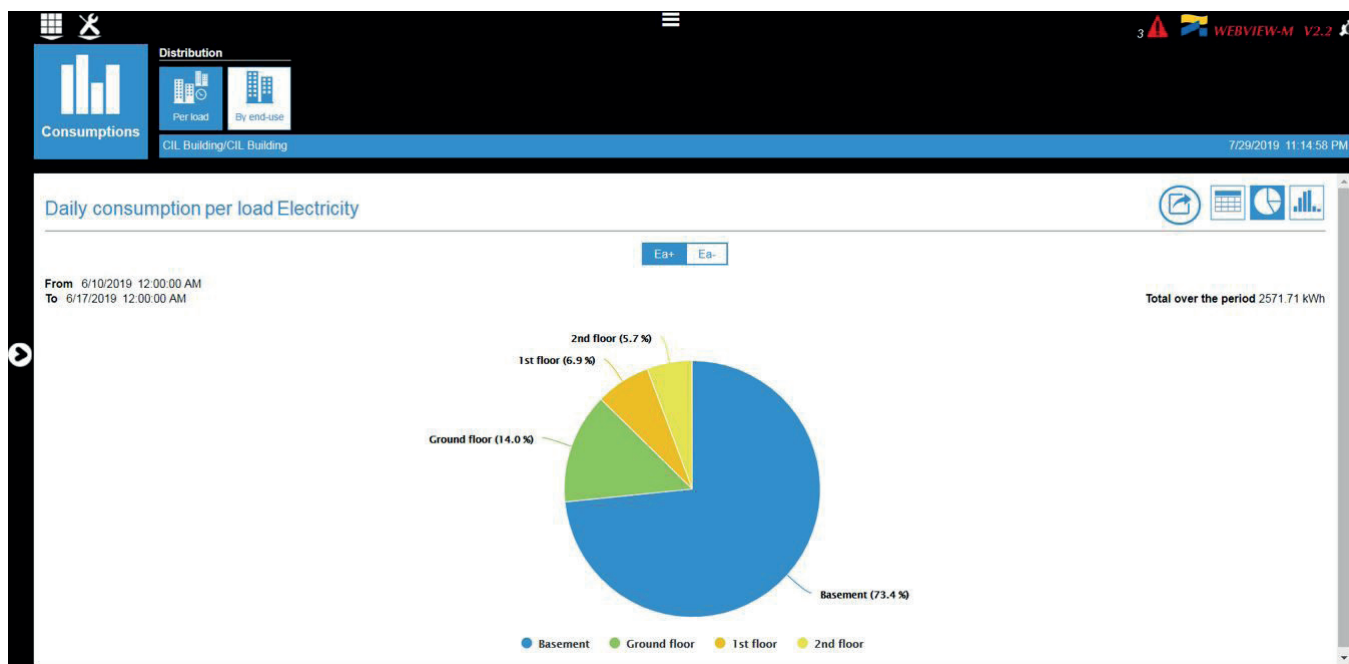 3 WEBVIEW-M V2.2
Distribution
Per load
By end-use
Consumptions
CIL Building/CIL Building
7/29/2019 11:14:58 PM
Daily consumption per load Electricity
Ea+ Ea-
From 6/10/2019 12:00:00 AM
To 6/17/2019 12:00:00 AM
Total over the period 2571.71 kWh
2nd floor (5.7 %)
1st floor (6.9 %)
Ground floor (14.0 %)
Basement (73.4 %)
Basement Ground floor 1st floor 2nd floor